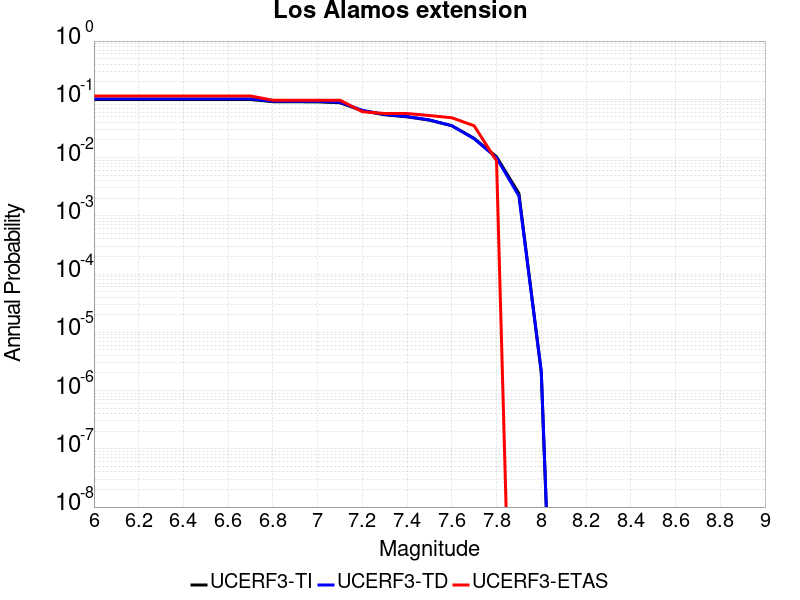 Los Alamos extension
10 0
10-1
10-2
10-3
10-4
10-5
10-6
10-7
10-8
Annual Probability
6 6.2 6.4 6.6 6.8 7 7.2 7.4 7.6 7.8 8 8.2 8.4 8.6 8.8 9
Magnitude
UCERF3-TI UCERF3-TD UCERF3-ETAS